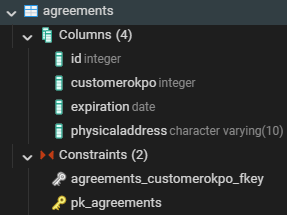 agreements
Columns (4)
id integer
customerokpo integer
expiration date
physicaladdress character varying(10)
Constraints (2)
agreements_customerokpo_fkey
pk_agreements